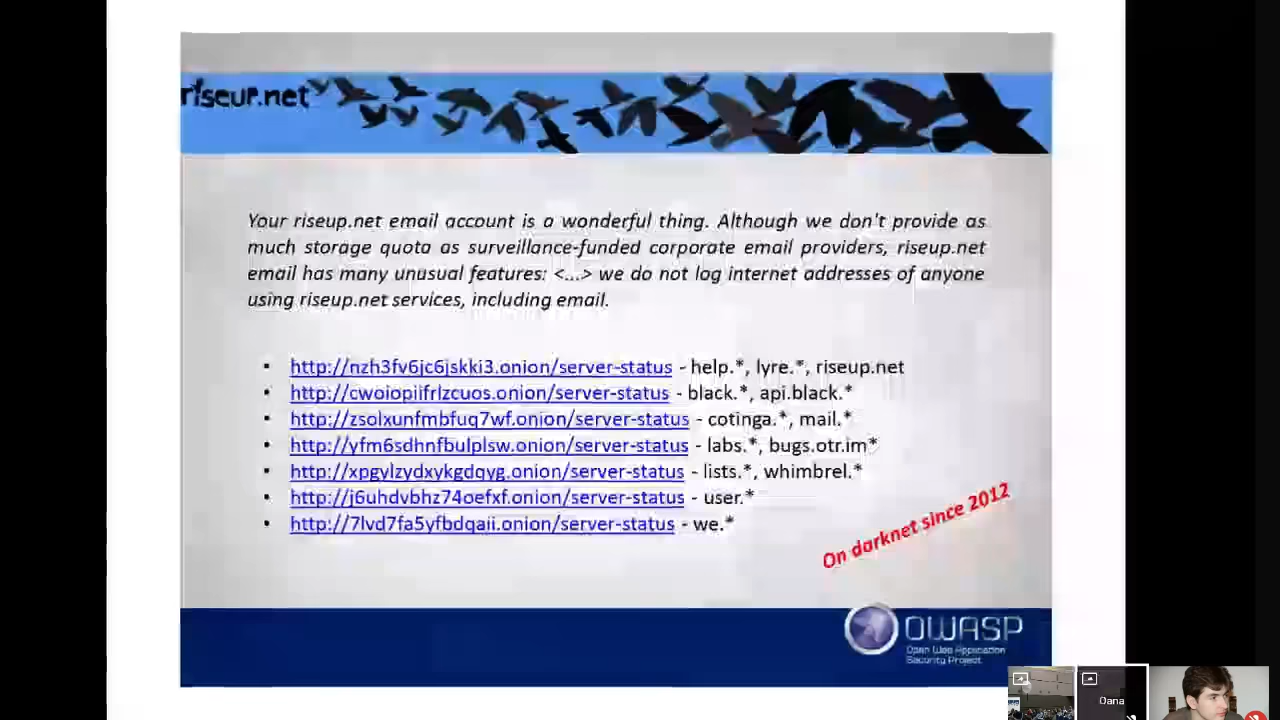 riseup.net
Your riseup.net email account is a wonderful thing. Although we don't provide as
much storage quota as surveillance-funded corporate email providers, riseup.net
email has many unusual features: <...> we do not log internet addresses of anyone
using riseup.net services, including email.
• http://nzh3fv6jc6jskki3.onion/server-status - help.*, lyre.*, riseup.net
• http://cwoiopiifrlzcuos.onion/server-status - black.*, api.black.*
• http://zsolxunfmbfuq7wf.onion/server-status - cotinga.*, mail.*
• http://yfm6sdhnfbulplsw.onion/server-status - labs.*, bugs.otr.im*
• http://xpgylzydxykgdqyg.onion/server-status - lists.*, whimbrel.*
• http://j6uhdvbhz74oefxf.onion/server-status - user.*
• http://7lvd7fa5yfbdqaii.onion/server-status - we.*
On darknet since 2012
OWASP
Open Web Application
Security Project
Dana